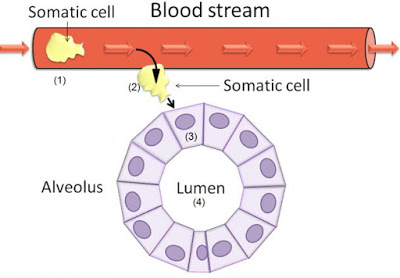 Somatic cell
Blood stream
(1)
(2)
Somatic cell
(3)
Alveolus
Lumen
(4)